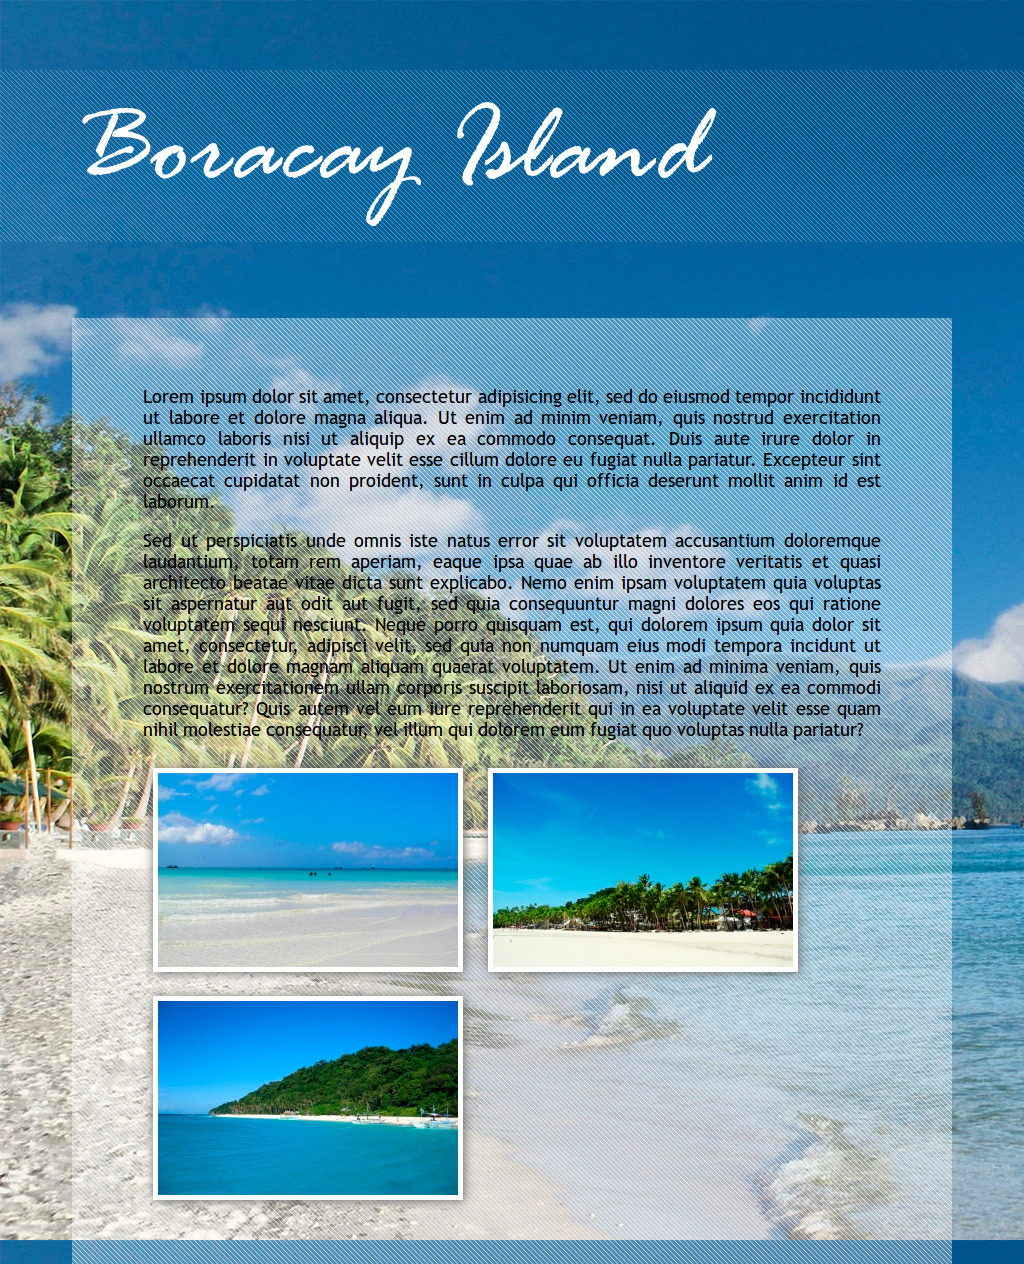 Boracay Island
Lorem ipsum dolor sit amet, consectetur adipisicing elit, sed do eiusmod tempor incididunt
ut labore et dolore magna aliqua. Ut enim ad minim veniam, quis nostrud exercitation
ullamco laboris nisi ut aliquip ex ea commodo consequat. Duis aute irure dolor in
reprehenderit in voluptate velit esse cillum dolore eu fugiat nulla pariatur. Excepteur sint
occaecat cupidatat non proident, sunt in culpa qui officia deserunt mollit anim id est
laborum.
Sed ut perspiciatis unde omnis iste natus error sit voluptatem accusantium doloremque
laudantium, totam rem aperiam, eaque ipsa quae ab illo inventore veritatis et quasi
architecto beatae vitae dicta sunt explicabo. Nemo enim ipsam voluptatem quia voluptas
sit aspernatur aut odit aut fugit, sed quia consequuntur magni dolores eos qui ratione
voluptatem sequi nesciunt. Neque porro quisquam est, qui dolorem ipsum quia dolor sit
amet, consectetur, adipisci velit, sed quia non numquam eius modi tempora incidunt ut
labore et dolore magnam aliquam quaerat voluptatem. Ut enim ad minima veniam, quis
nostrum exercitationem ullam corporis suscipit laboriosam, nisi ut aliquid ex ea commodi
consequatur? Quis autem vel eum iure reprehenderit qui in ea voluptate velit esse quam
nihil molestiae consequatur, vel illum qui dolorem eum fugiat quo voluptas nulla pariatur?